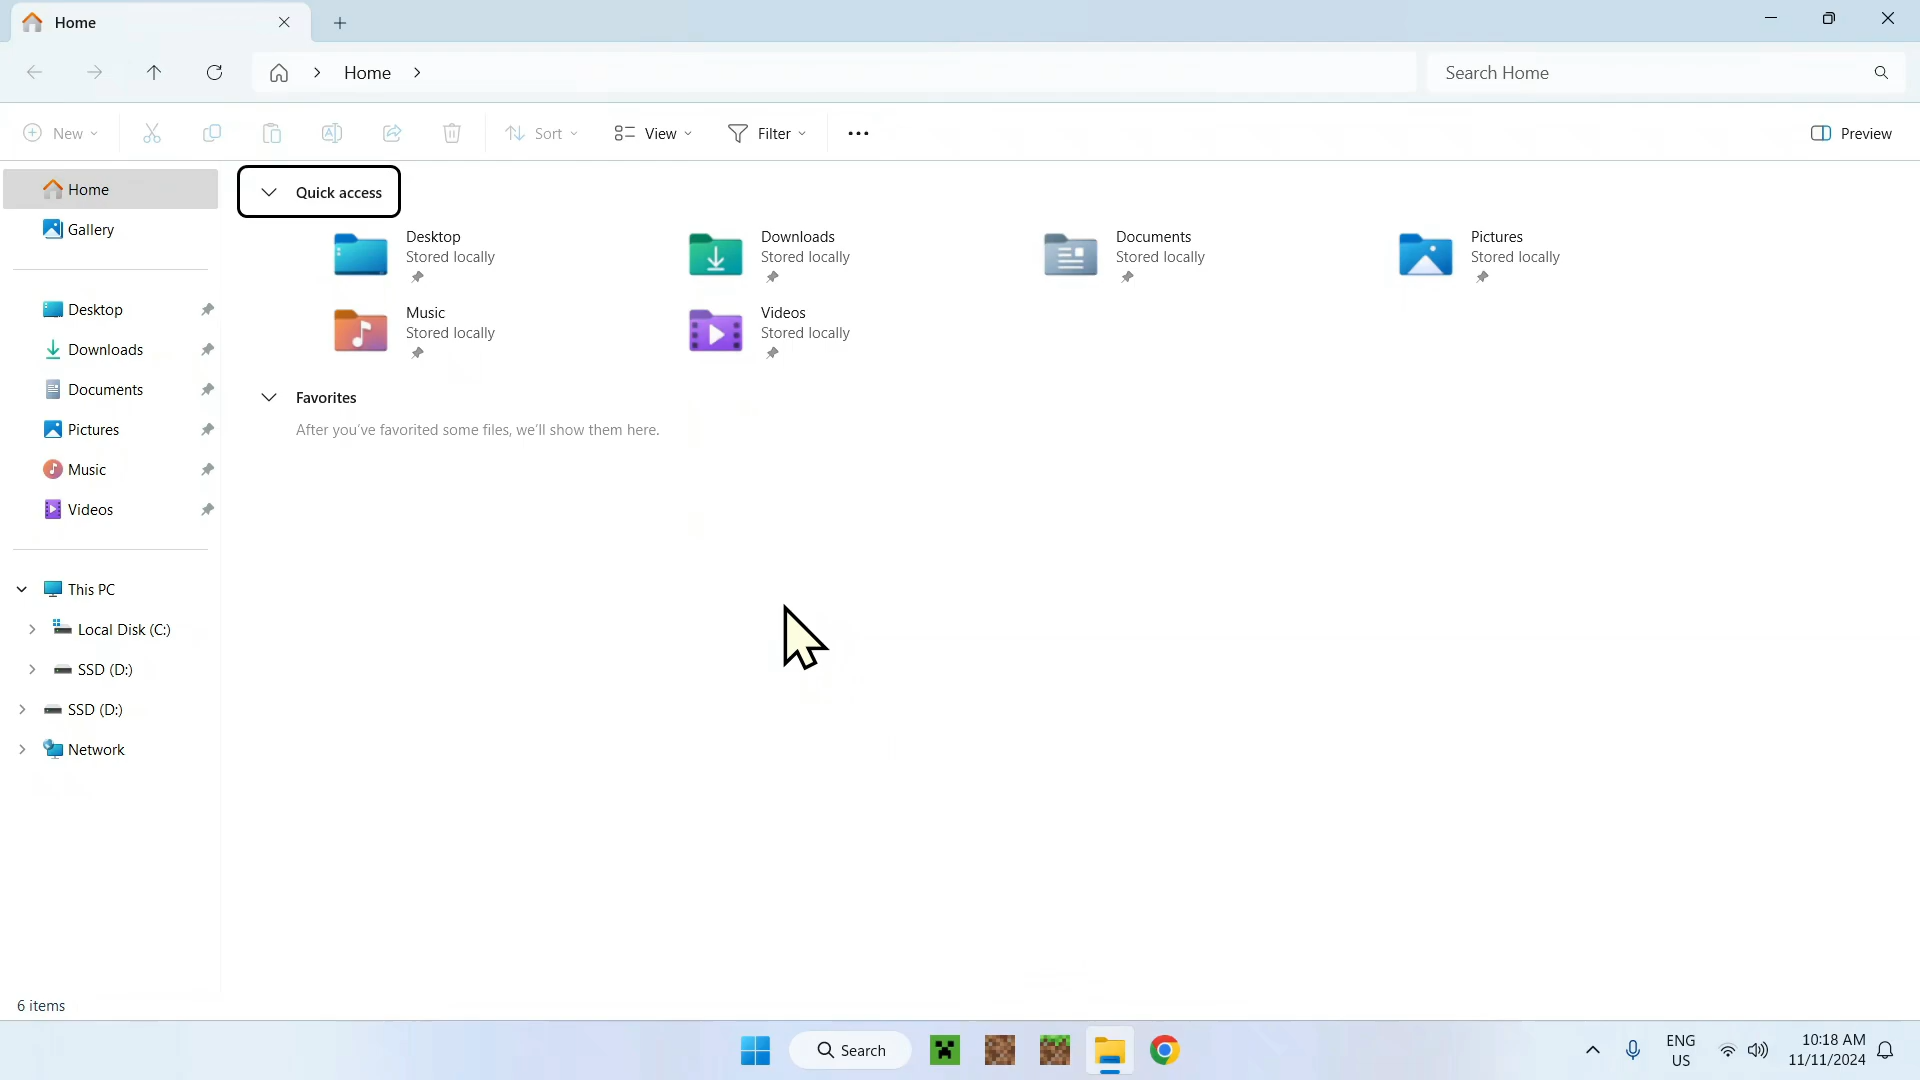 Home
Home
Search Home
New
Sort
View
Filter
Preview
Home
Gallery
Desktop
Downloads
Documents
Pictures
Music
Videos
This PC
Local Disk (C:)
SSD (D:)
SSD (D:)
Network
Quick access
Desktop
Stored locally
Downloads
Stored locally
Documents
Stored locally
Pictures
Stored locally
Music
Stored locally
Videos
Stored locally
Favorites
After you've favorited some files, we'll show them here.
6 items
Search
ENG
US
10:18 AM
11/11/2024